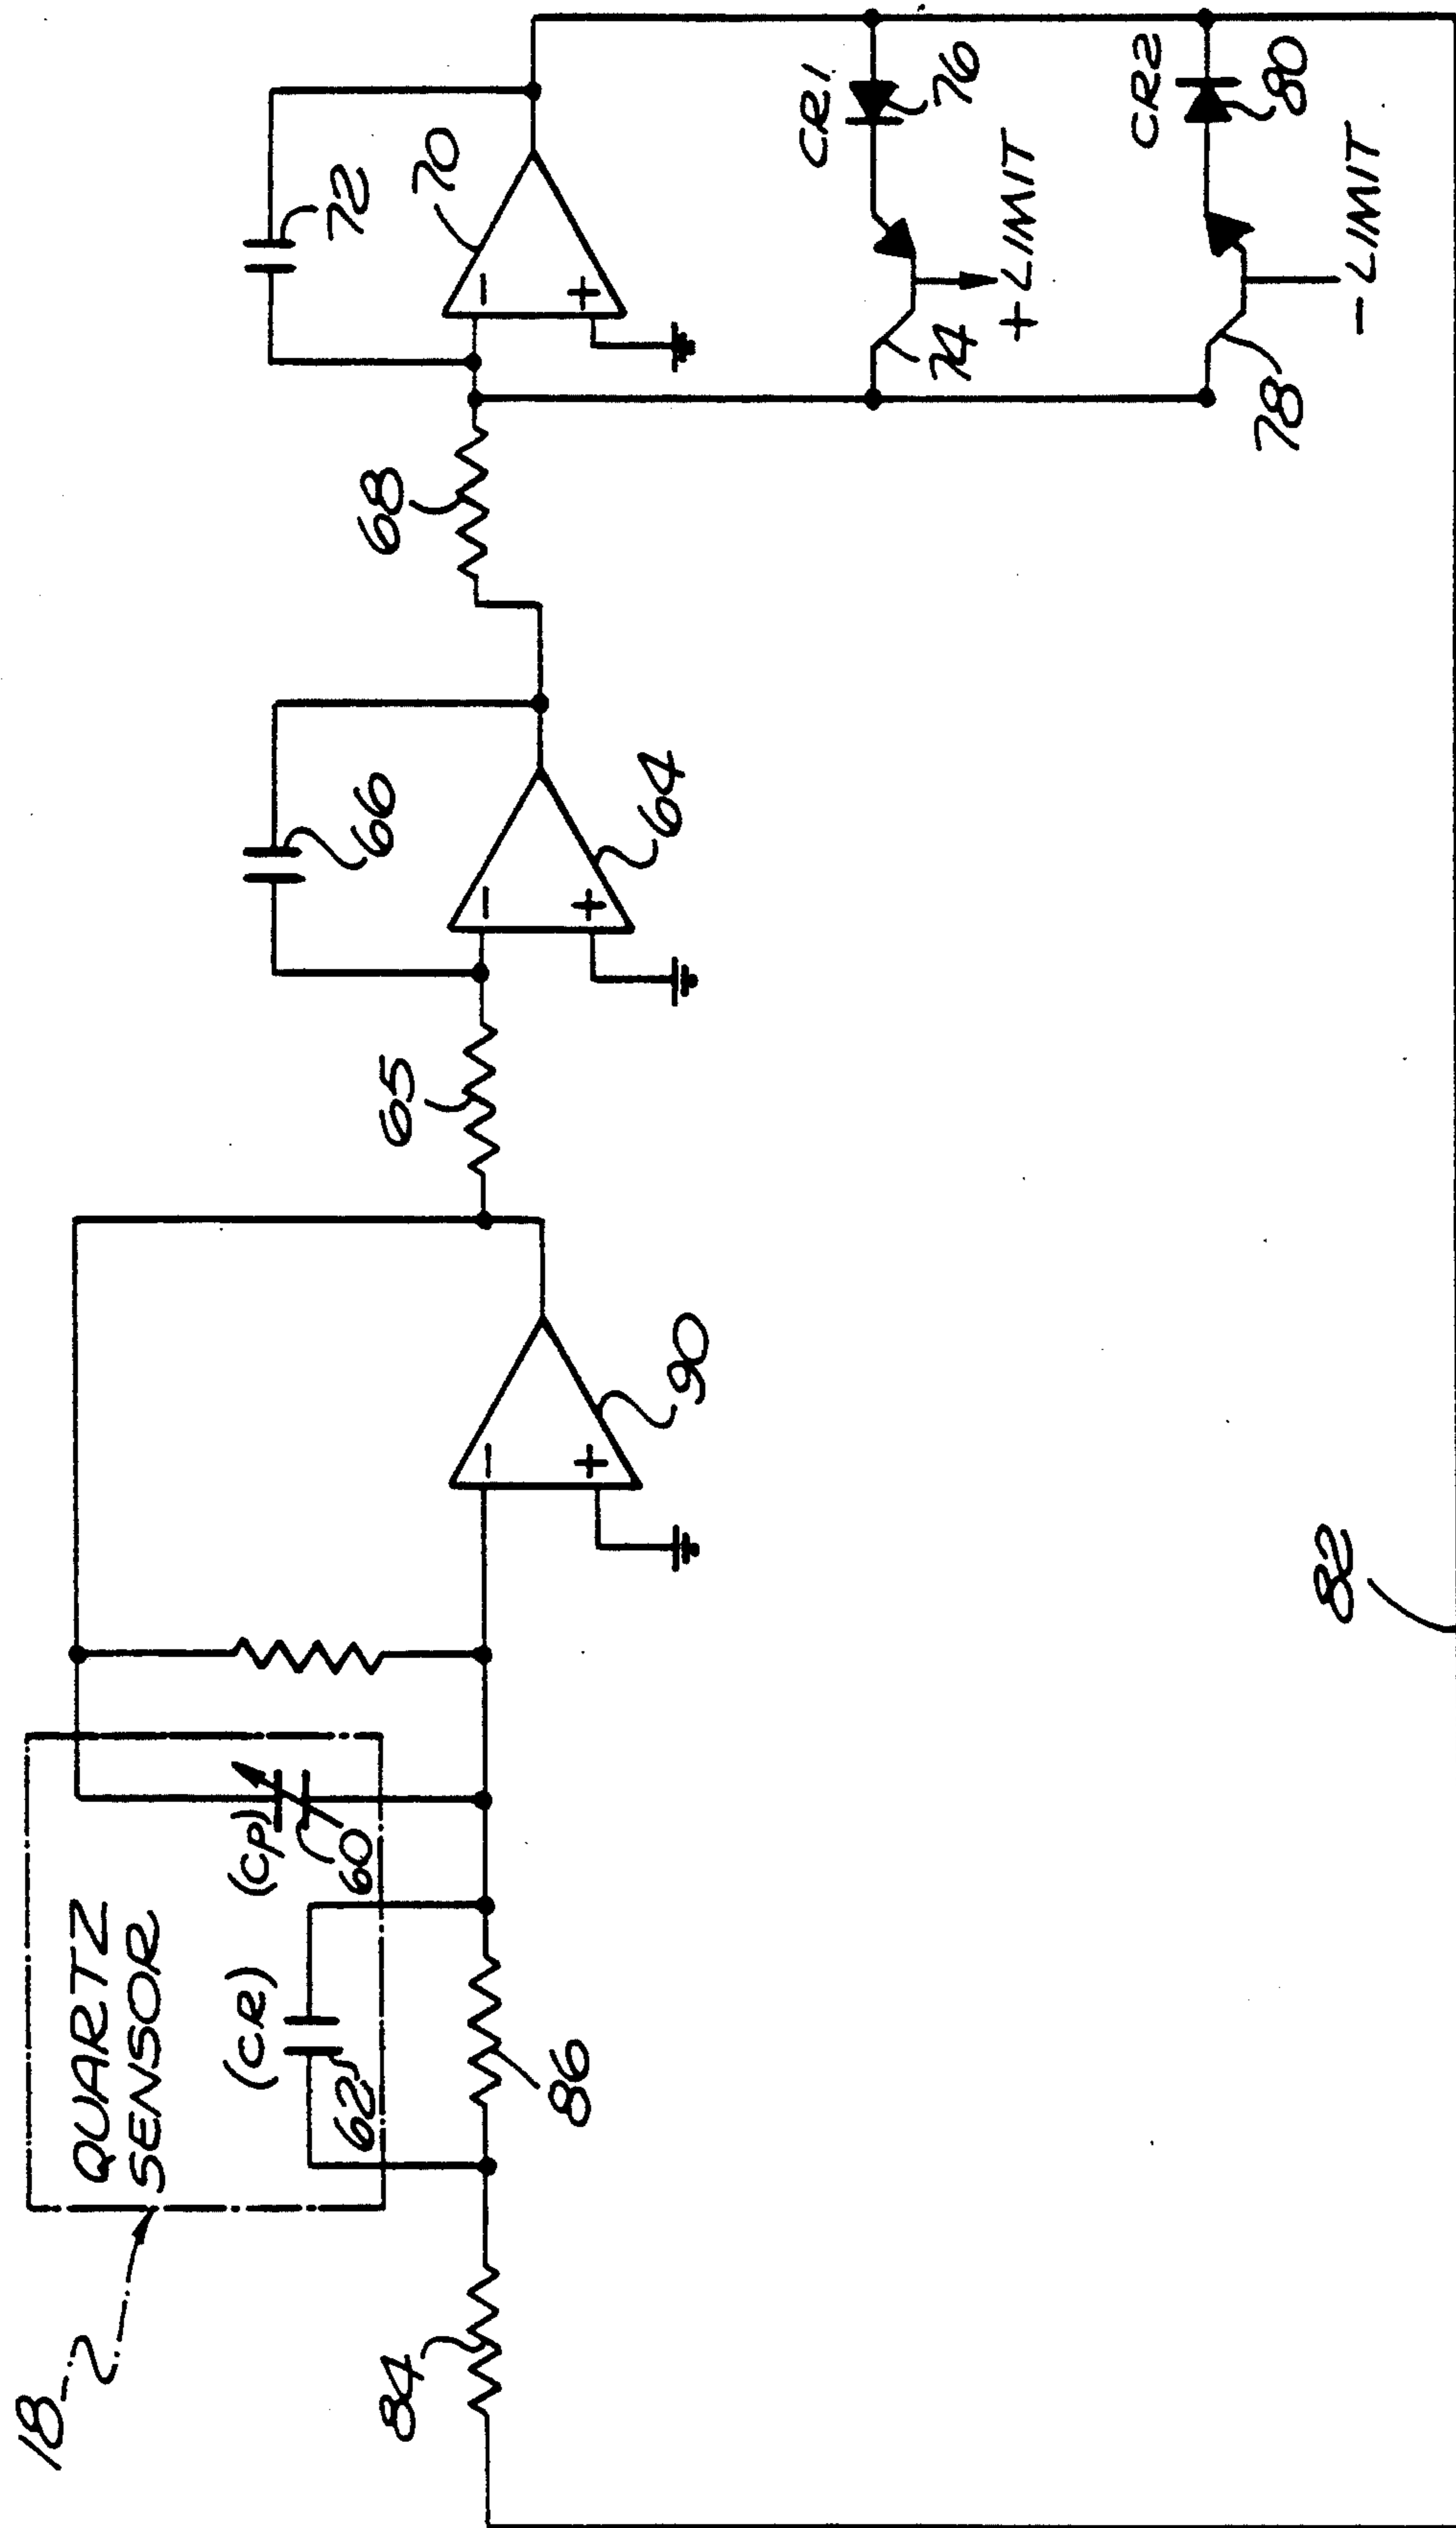 18
QUARTZ
SENSOR
(CR)
62
(CP)
60
84
86
90
65
66
64
68
72
70
CR1
76
74
+LIMIT
CR2
80
78
-LIMIT
82
- +
- +
- +